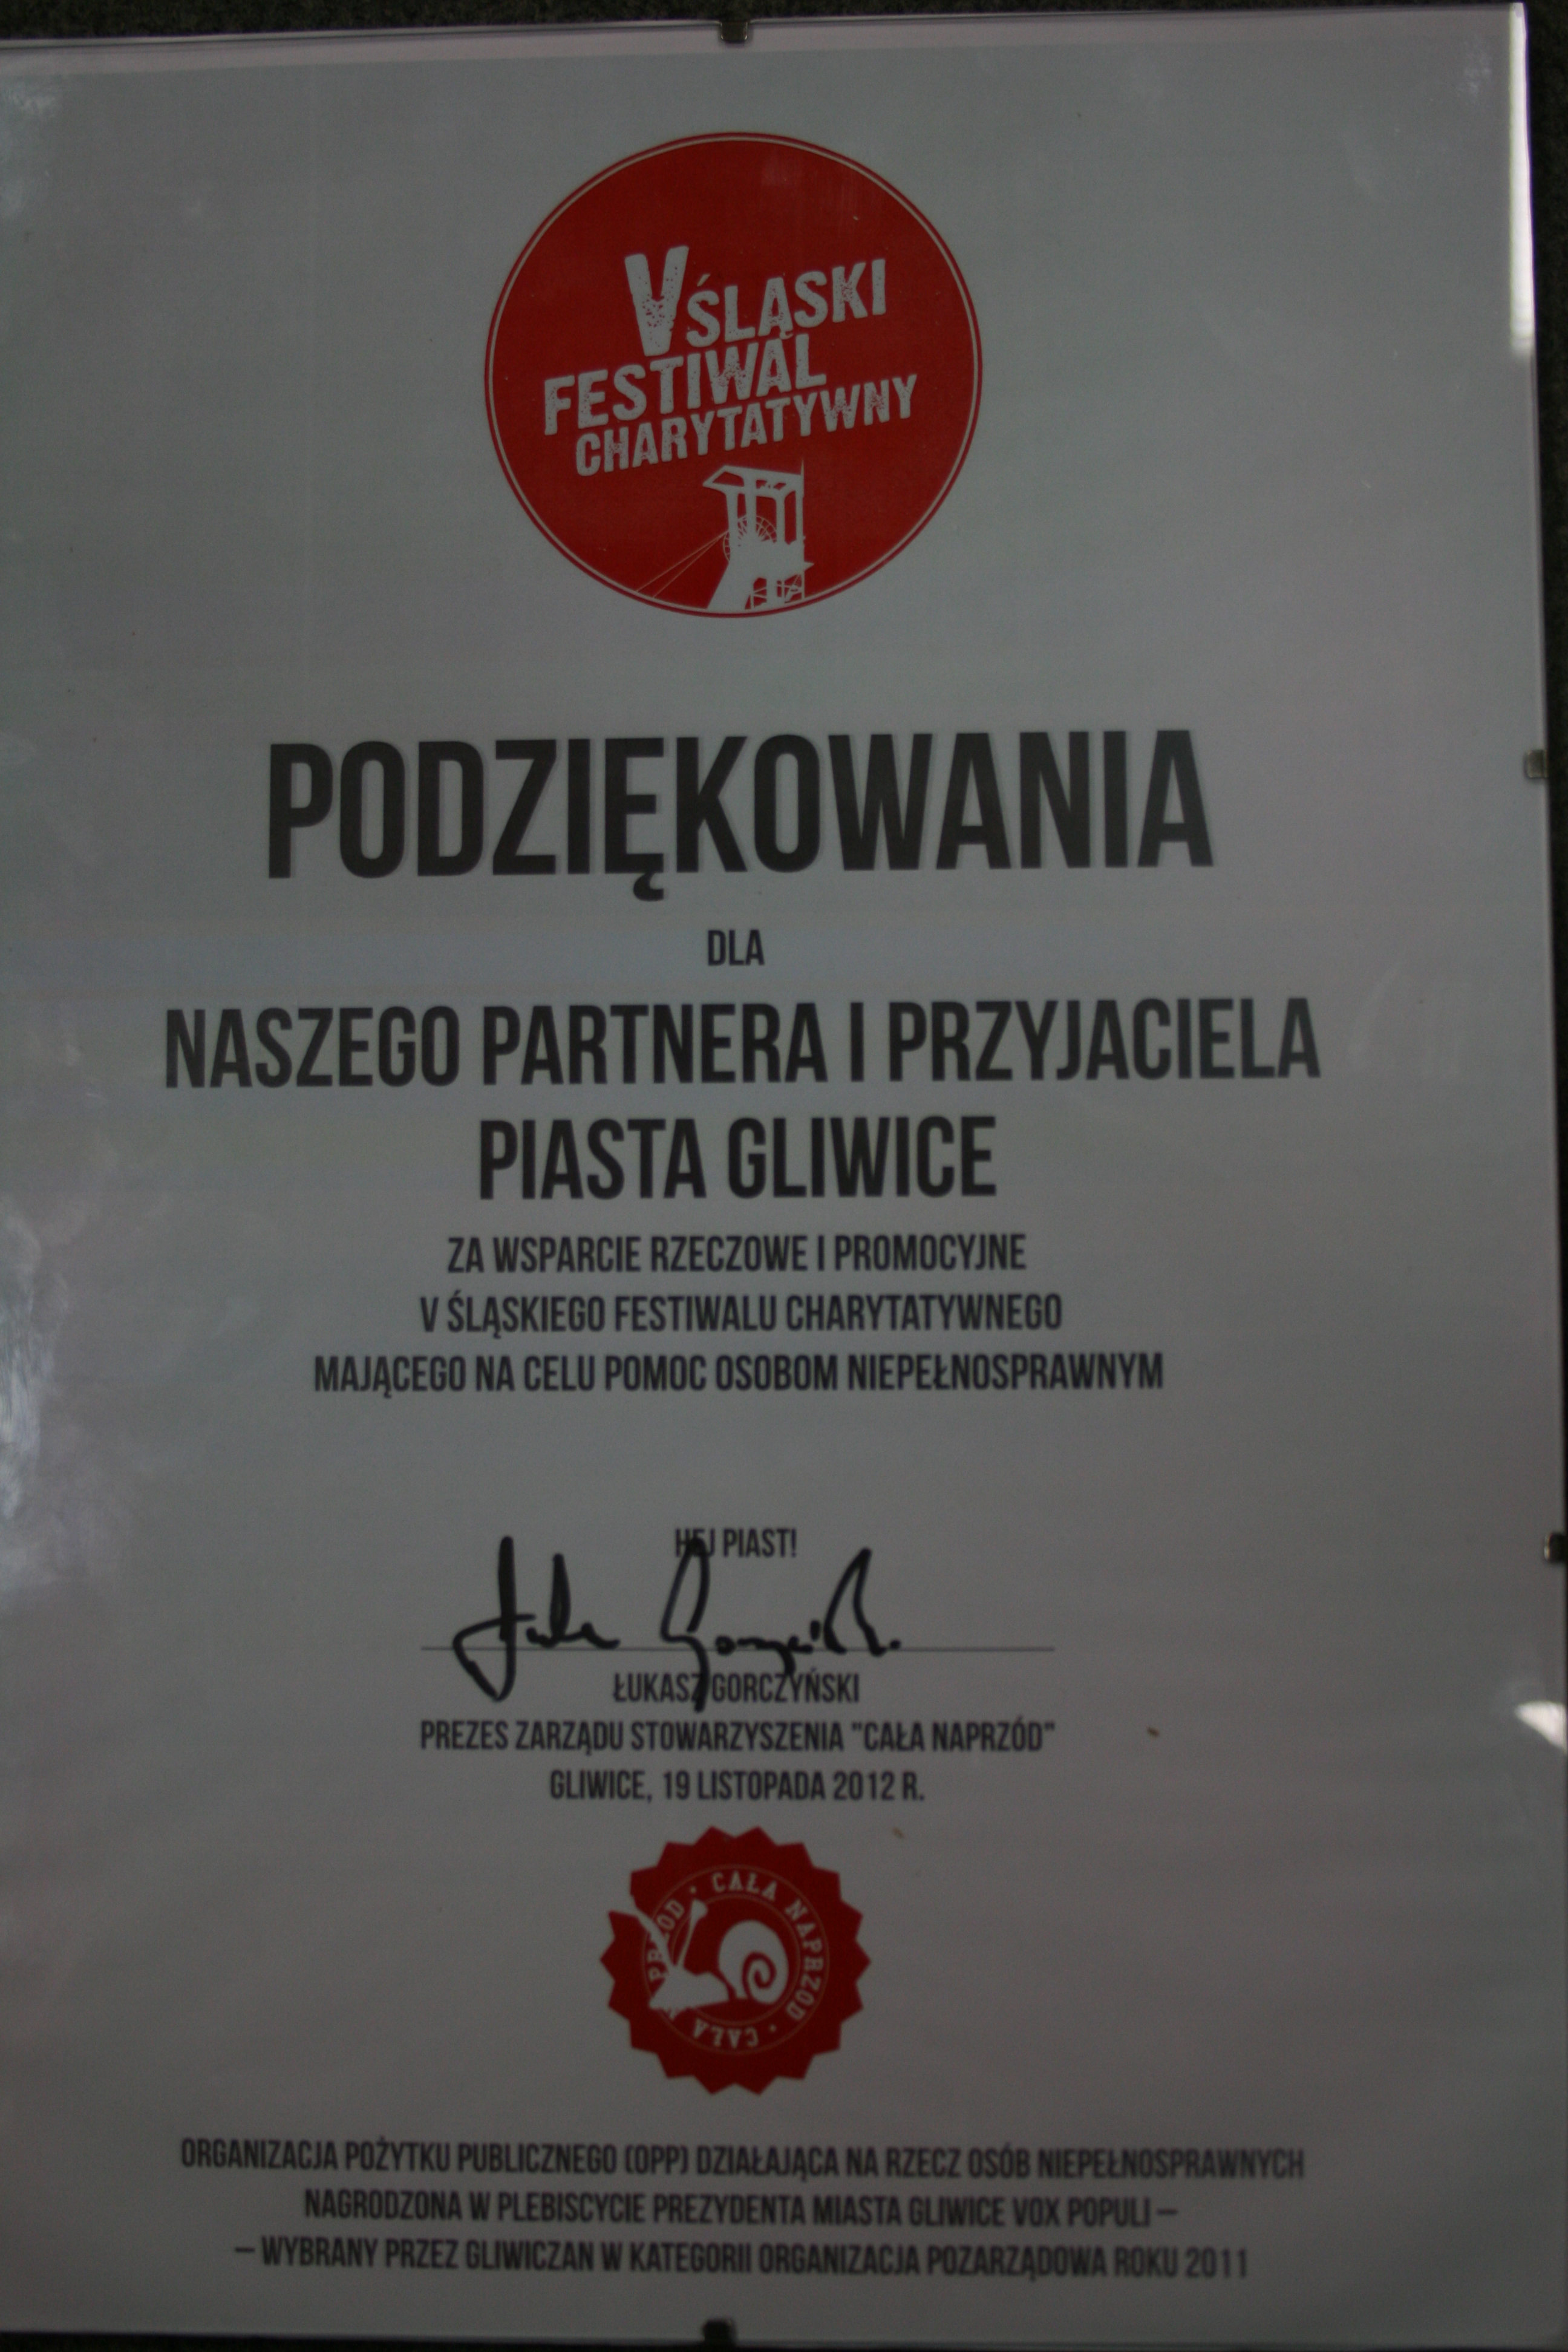 V ŚLĄSKI
FESTIWAL
CHARYTATYWNY
PODZIĘKOWANIA
DLA
NASZEGO PARTNERA I PRZYJACIELA
PIASTA GLIWICE
ZA WSPARCIE RZECZOWE I PROMOCYJNE
V ŚLĄSKIEGO FESTIWALU CHARYTATYWNEGO
MAJĄCEGO NA CELU POMOC OSOBOM NIEPEŁNOSPRAWNYM
HEJ PIAST!
ŁUKASZ GORCZYŃSKI
PREZES ZARZĄDU STOWARZYSZENIA "CAŁA NAPRZÓD"
GLIWICE, 19 LISTOPADA 2012 R.
CAŁA NAPRZOD • CAŁA
ORGANIZACJA POŻYTKU PUBLICZNEGO (OPP) DZIAŁAJĄCA NA RZECZ OSÓB NIEPEŁNOSPRAWNYCH
NAGRODZONA W PLEBISCYCIE PREZYDENTA MIASTA GLIWICE VOX POPULI –
– WYBRANY PRZEZ GLIWICZAN W KATEGORII ORGANIZACJA POZARZĄDOWA ROKU 2011